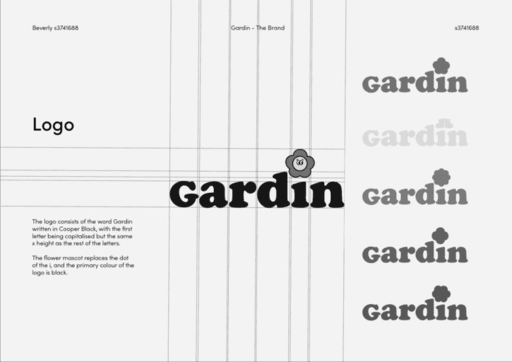 Beverly s3741688
Gardin - The Brand
s3741688
Logo
The logo consists of the word Gardin
written in Cooper Black, with the first
letter being capitalised but the same
x height as the rest of the letters.
The flower mascot replaces the dot
of the i, and the primary colour of the
logo is black.
Gardin
Gardin
Gardin
Gardin
Gardin
Gardin